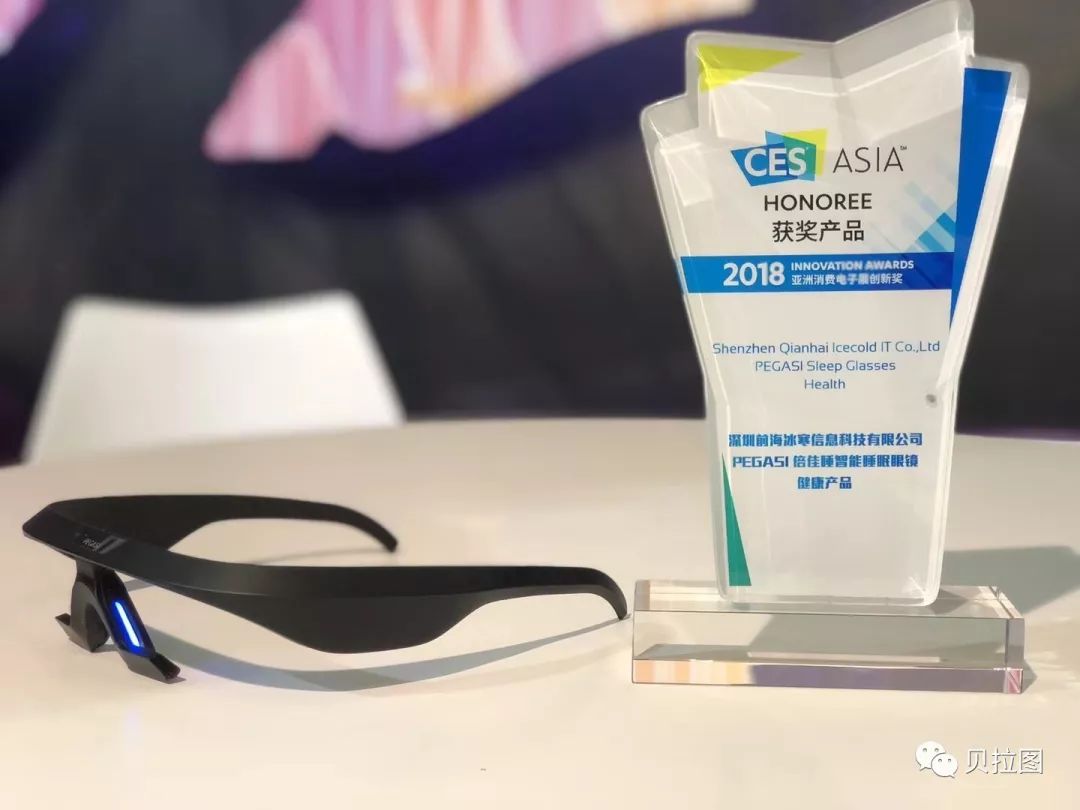 CES ASIA™
HONOREE
获奖产品
2018 INNOVATION AWARDS
亚洲消费电子展创新奖
Shenzhen Qianhai Icecold IT Co.,Ltd
PEGASI Sleep Glasses
Health
深圳前海冰寒信息科技有限公司
PEGASI 倍佳睡智能睡眠眼镜
健康产品
PEGASI
贝拉图